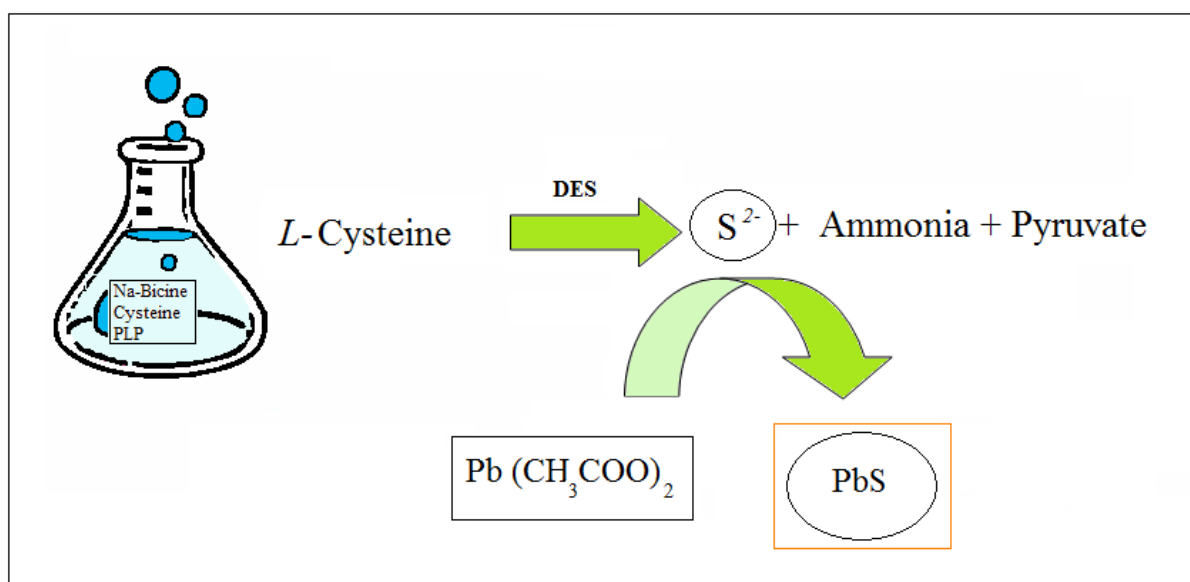 DES
L-Cysteine
S²⁻ + Ammonia + Pyruvate
Na-Bicine
Cysteine
PLP
Pb (CH₃COO)₂
PbS